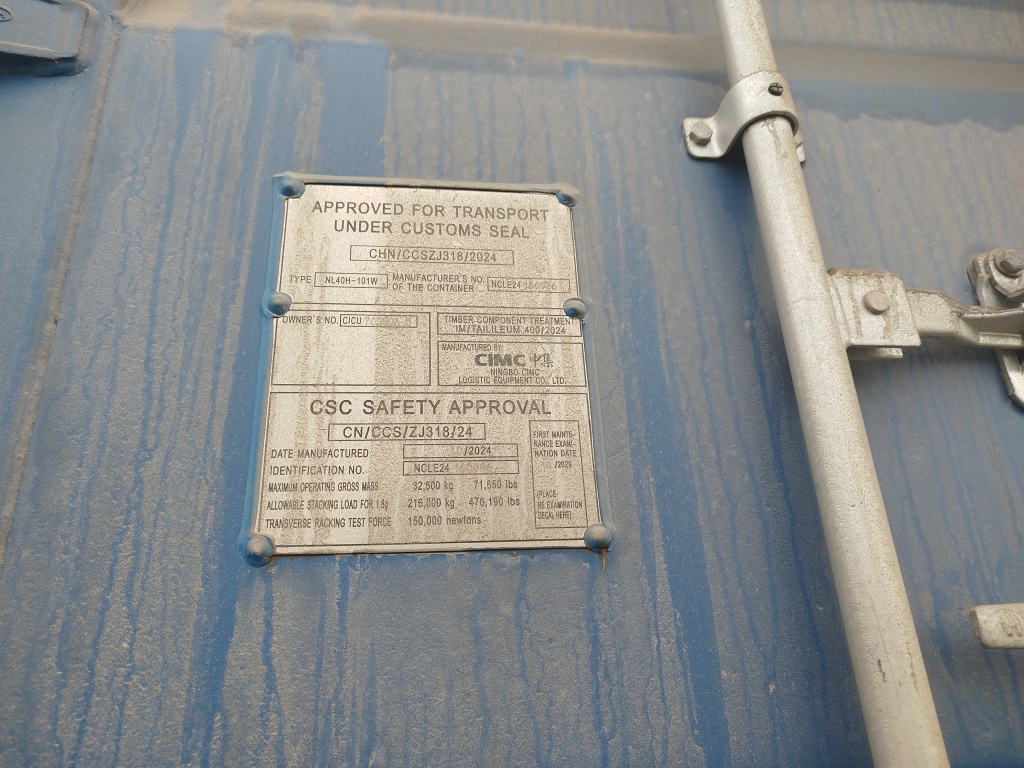 APPROVED FOR TRANSPORT
UNDER CUSTOMS SEAL
CHN/CCSZJ318/2024
TYPE NL40H-101W MANUFACTURER'S NO. OF THE CONTAINER NCLE24
OWNER'S NO. CICU
TIMBER COMPONENT TREATMENT
IM/TAILILEUM 400/2024
MANUFACTURED BY:
CIMC 中集
NINGBO CIMC
LOGISTIC EQUIPMENT CO., LTD.
CSC SAFETY APPROVAL
CN/CCS/ZJ318/24
DATE MANUFACTURED /2024
IDENTIFICATION NO. NCLE24
MAXIMUM OPERATING GROSS MASS 32,500 kg 71,650 lbs
ALLOWABLE STACKING LOAD FOR 1.8g 216,000 kg 476,190 lbs
TRANSVERSE RACKING TEST FORCE 150,000 newtons
FIRST MAINTE-
NANCE EXAMI-
NATION DATE
/2029
(PLACE
RE EXAMINATION
DECAL HERE)